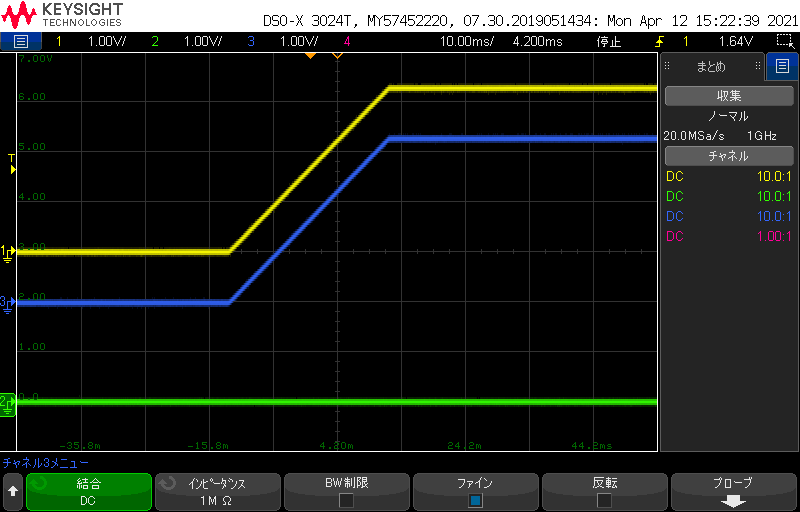 KEYSIGHT
TECHNOLOGIES
DSO-X 3024T, MY57452220, 07.30.2019051434: Mon Apr 12 15:22:39 2021
1 1.00V/ 2 1.00V/ 3 1.00V/ 4 10.00ms/ 4.200ms 停止 1 1.64V
7.00V
6.00
5.00
T
4.00
1 3.00
3 2.00
1.00
2 0.0
-35.8m -15.8m 4.20m 24.2m 44.2ms
まとめ
収集
ノーマル
20.0MSa/s 1GHz
チャネル
DC 10.0:1
DC 10.0:1
DC 10.0:1
DC 1.00:1
チャネル3メニュー
結合
DC
インピータンス
1M Ω
BW制限
ファイン
反転
プローブ